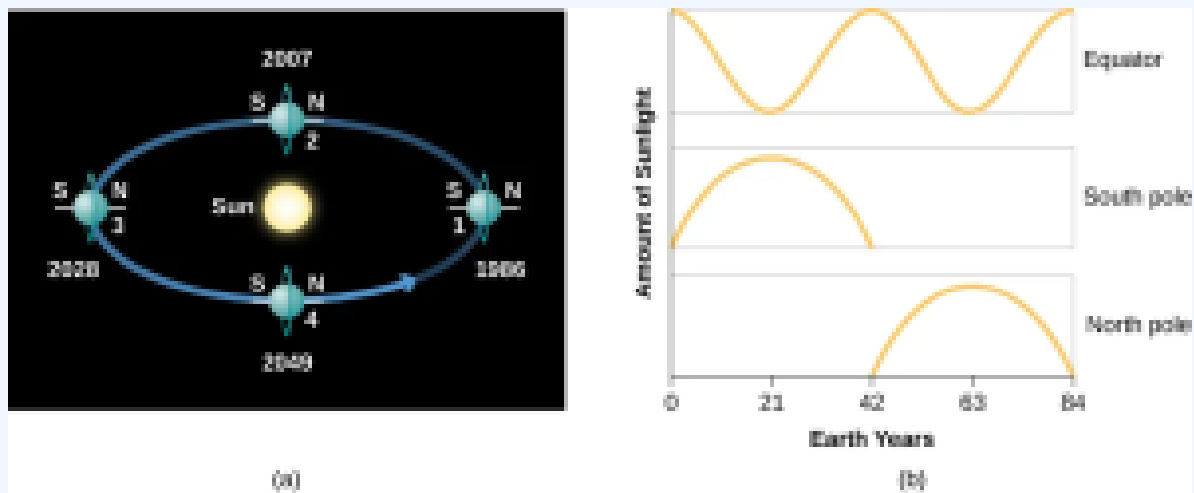 2007
S N
2
S N
3
2028
Sun
S N
1
1986
S N
4
2049
(a)
Amount of Sunlight
Equator
South pole
North pole
0 21 42 63 84
Earth Years
(b)